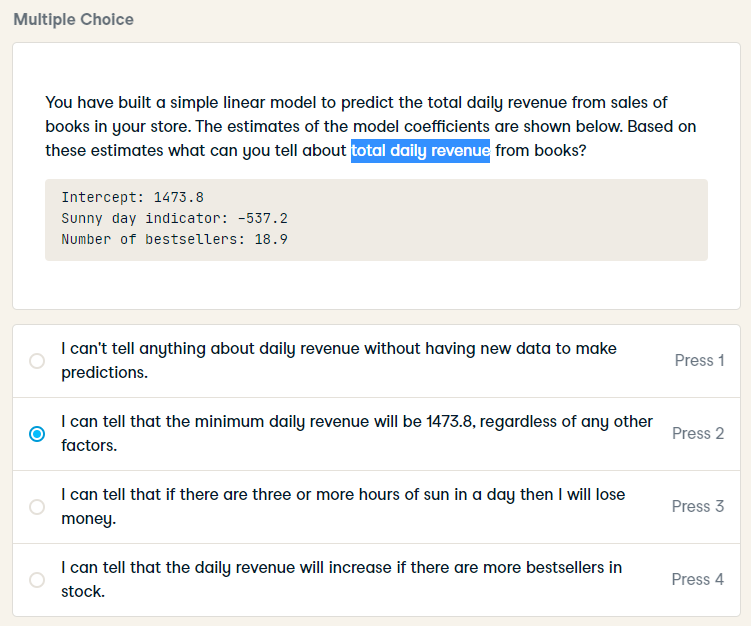 Multiple Choice
You have built a simple linear model to predict the total daily revenue from sales of
books in your store. The estimates of the model coefficients are shown below. Based on
these estimates what can you tell about total daily revenue from books?
Intercept: 1473.8
Sunny day indicator: -537.2
Number of bestsellers: 18.9
I can't tell anything about daily revenue without having new data to make
predictions.
Press 1
I can tell that the minimum daily revenue will be 1473.8, regardless of any other
factors.
Press 2
I can tell that if there are three or more hours of sun in a day then I will lose
money.
Press 3
I can tell that the daily revenue will increase if there are more bestsellers in
stock.
Press 4